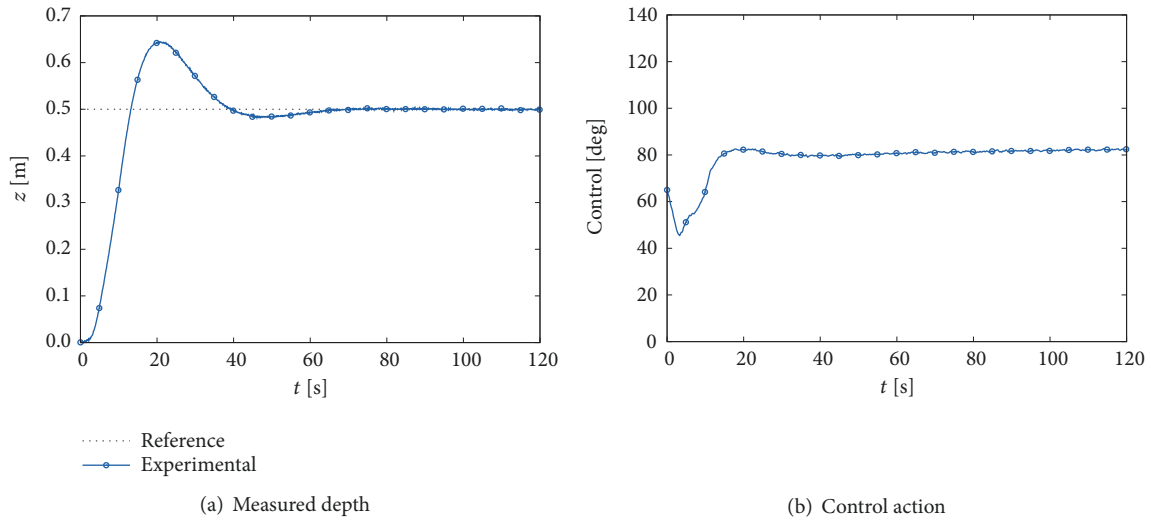 0.7
0.6
0.5
0.4
0.3
0.2
0.1
0.0
z [m]
0 20 40 60 80 100 120
t [s]
Reference
Experimental
(a) Measured depth
140
120
100
80
60
40
20
0
Control [deg]
0 20 40 60 80 100 120
t [s]
(b) Control action